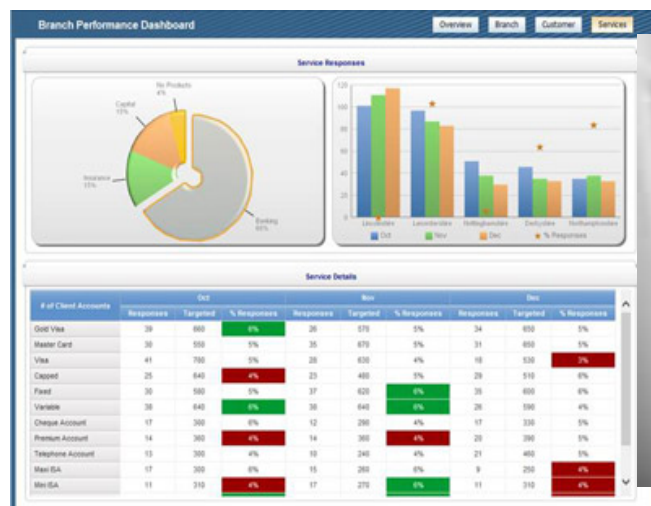 Branch Performance Dashboard
Overview Branch Customer Services
Service Responses
No Products
4%
Capital
15%
Insurance
Banking
120
100
80
60
40
20
0
Leicestershire Nottinghamshire Derbyshire Northamptonshire
Oct Nov Dec % Responses
Service Details
# of Client Accounts Oct Nov Dec
Responses Targeted % Responses Responses Targeted % Responses Responses Targeted % Responses
Gold Visa 39 660 6% 26 570 5% 34 650 5%
Master Card 30 550 5% 35 670 5% 31 650 5%
Visa 41 780 5% 28 630 4% 18 530 3%
Capped 25 640 4% 23 480 5% 29 510 6%
Fixed 30 580 5% 37 620 6% 35 600 6%
Variable 38 640 6% 38 640 6% 26 590 4%
Cheque Account 17 300 6% 12 290 4% 17 330 5%
Premium Account 14 360 4% 14 360 4% 20 390 5%
Telephone Account 13 300 4% 10 240 4% 21 460 5%
Maxi ISA 17 300 6% 15 260 6% 9 250 4%
Mini ISA 11 310 4% 17 270 6% 11 310 4%